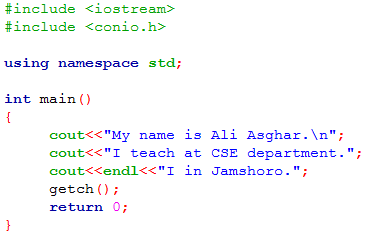 #include <iostream>
#include <conio.h>
using namespace std;
int main()
{
cout<<"My name is Ali Asghar.\n";
cout<<"I teach at CSE department.";
cout<<endl<<"I in Jamshoro.";
getch();
return 0;
}